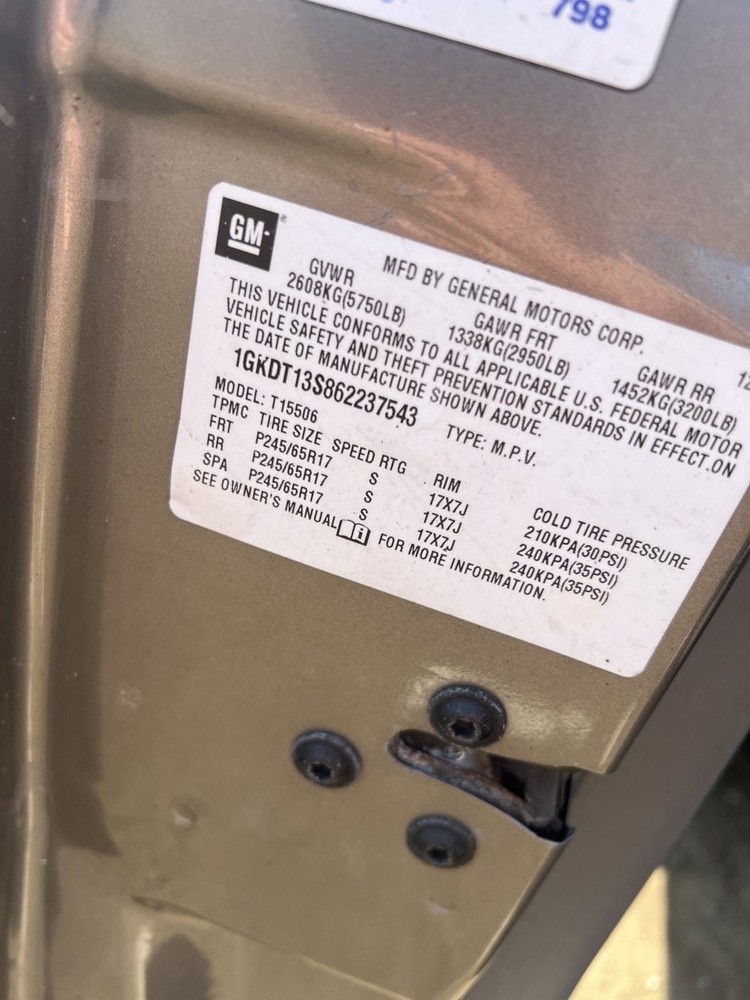 798
GM
MFD BY GENERAL MOTORS CORP.
GVWR GAWR FRT GAWR RR
2608KG(5750LB) 1338KG(2950LB) 1452KG(3200LB)
THIS VEHICLE CONFORMS TO ALL APPLICABLE U.S. FEDERAL MOTOR
VEHICLE SAFETY AND THEFT PREVENTION STANDARDS IN EFFECT ON
THE DATE OF MANUFACTURE SHOWN ABOVE.
1GKDT13S862237543 TYPE: M.P.V.
MODEL: T15506
TPMC TIRE SIZE SPEED RTG RIM COLD TIRE PRESSURE
FRT P245/65R17 S 17X7J 210KPA(30PSI)
RR P245/65R17 S 17X7J 240KPA(35PSI)
SPA P245/65R17 S 17X7J 240KPA(35PSI)
SEE OWNER'S MANUAL FOR MORE INFORMATION.